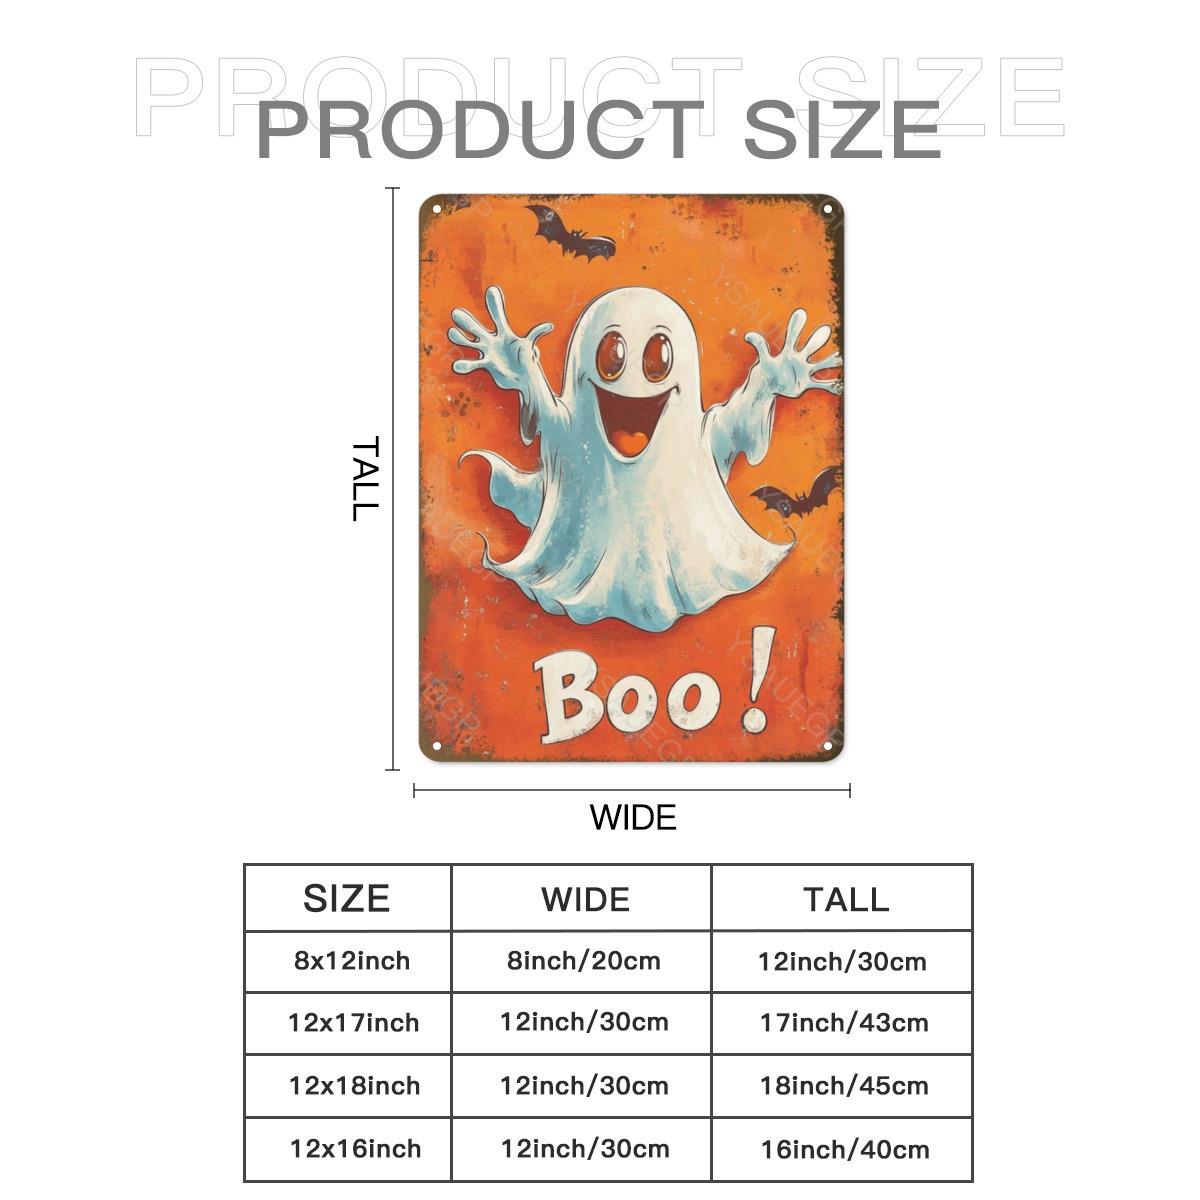 PRODUCT SIZE
PRODUCT SIZE
TALL
Boo!
WIDE
SIZE WIDE TALL
8x12inch 8inch/20cm 12inch/30cm
12x17inch 12inch/30cm 17inch/43cm
12x18inch 12inch/30cm 18inch/45cm
12x16inch 12inch/30cm 16inch/40cm